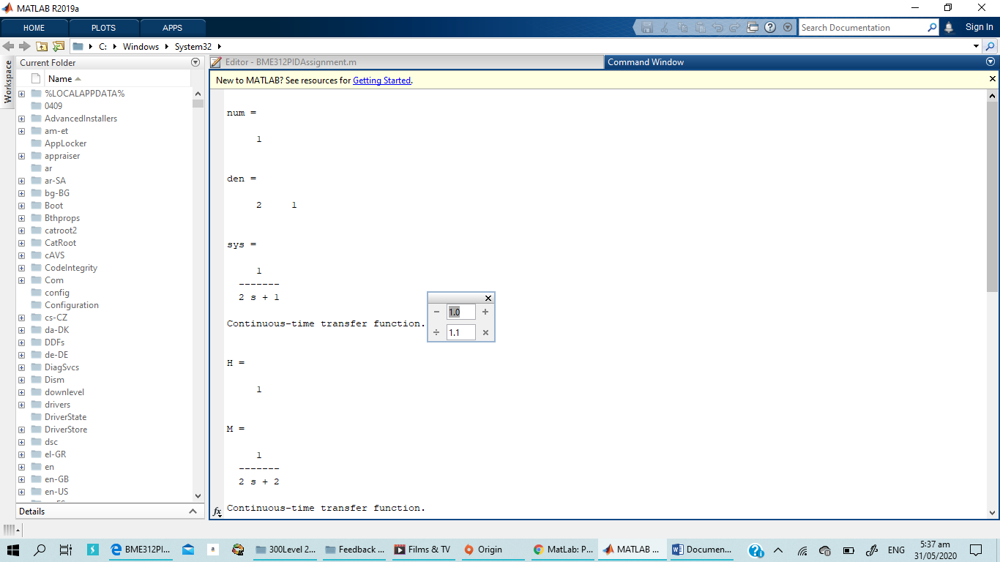 MATLAB R2019a
HOME PLOTS APPS
Search Documentation
Sign In
C: Windows System32
Workspace
Current Folder
Name
%LOCALAPPDATA%
0409
AdvancedInstallers
am-et
AppLocker
appraiser
ar
ar-SA
bg-BG
Boot
Bthprops
catroot2
CatRoot
cAVS
CodeIntegrity
Com
config
Configuration
cs-CZ
da-DK
DDFs
de-DE
DiagSvcs
Dism
downlevel
drivers
DriverState
DriverStore
dsc
el-GR
en
en-GB
en-US
Details
Editor - BME312PIDAssignment.m
Command Window
New to MATLAB? See resources for Getting Started.
num =
1
den =
2 1
sys =
1
-------
2 s + 1
Continuous-time transfer function.
H =
1
M =
1
-------
2 s + 2
Continuous-time transfer function.
fx
− 1.0 +
÷ 1.1 ×
BME312PI... a 300Level 2... Feedback ... Films & TV Origin MatLab: P... MATLAB ... Documen... ENG
5:37 am
31/05/2020